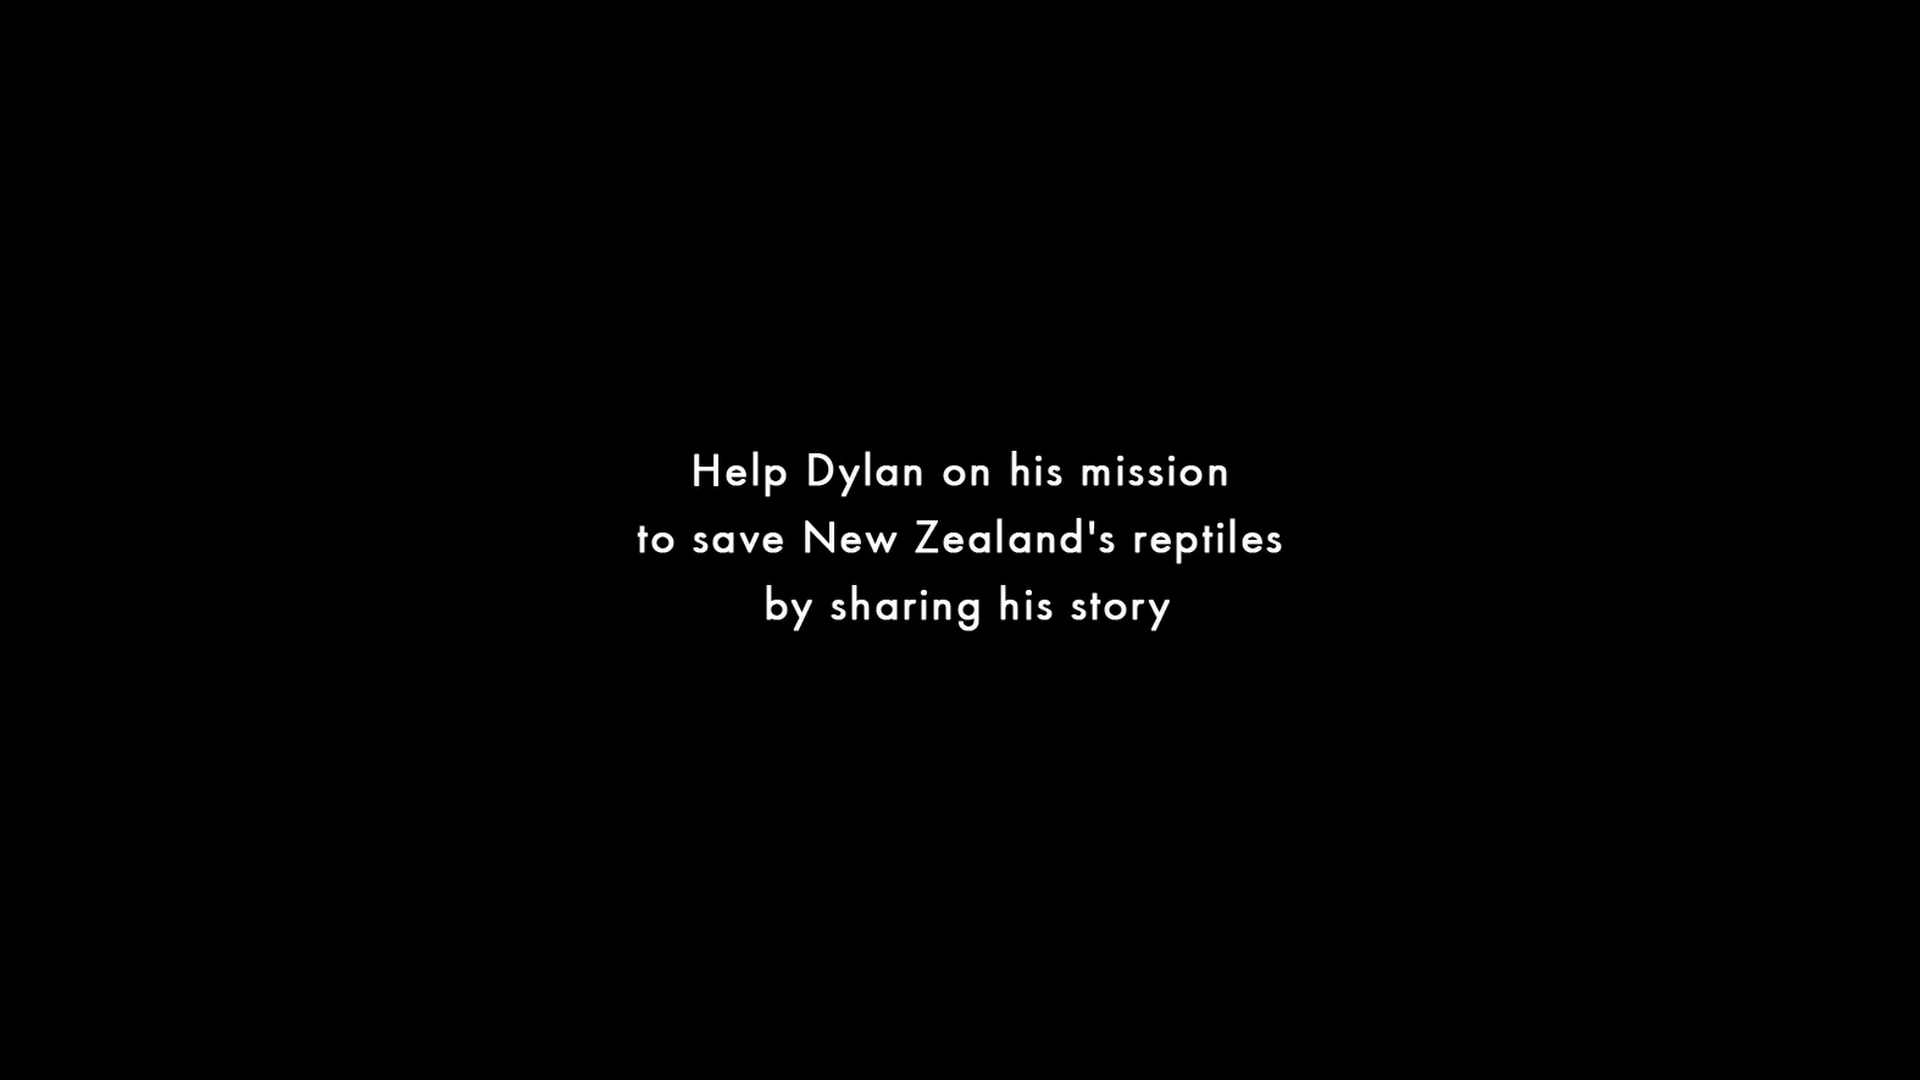 Help Dylan on his mission
to save New Zealand's reptiles
by sharing his story